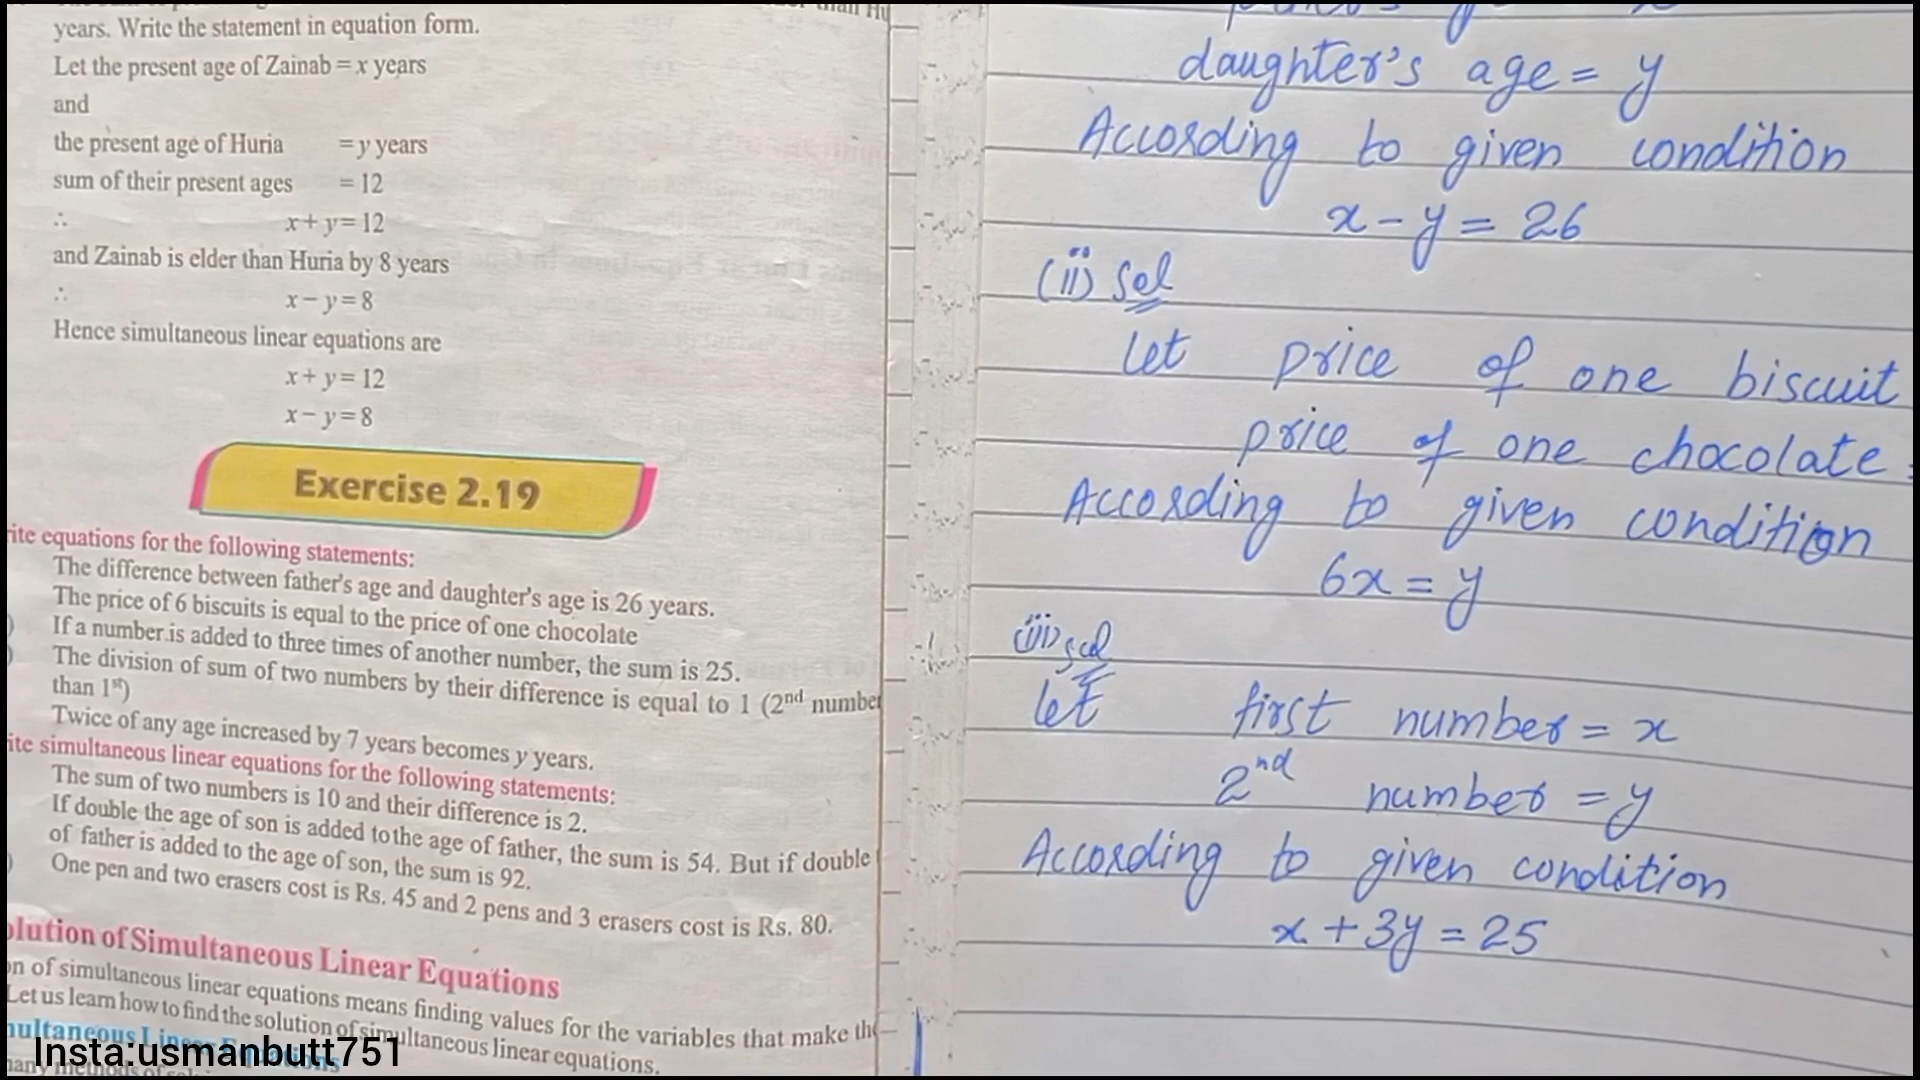 years. Write the statement in equation form.
Let the present age of Zainab = x years
and
the present age of Huria = y years
sum of their present ages = 12
∴ x + y = 12
and Zainab is elder than Huria by 8 years
∴ x − y = 8
Hence simultaneous linear equations are
x + y = 12
x − y = 8
Exercise 2.19
ite equations for the following statements:
The difference between father's age and daughter's age is 26 years.
The price of 6 biscuits is equal to the price of one chocolate
If a number is added to three times of another number, the sum is 25.
The division of sum of two numbers by their difference is equal to 1 (2nd number
than 1st)
Twice of any age increased by 7 years becomes y years.
ite simultaneous linear equations for the following statements:
The sum of two numbers is 10 and their difference is 2.
If double the age of son is added to the age of father, the sum is 54. But if double
of father is added to the age of son, the sum is 92.
One pen and two erasers cost is Rs. 45 and 2 pens and 3 erasers cost is Rs. 80.
olution of Simultaneous Linear Equations
on of simultaneous linear equations means finding values for the variables that make the
Let us learn how to find the solution of simultaneous linear equations.
multaneous Linear Equations
Insta:usmanbutt751
daughter's age = y
According to given condition
x - y = 26
(ii) Sol
Let price of one biscuit
price of one chocolate =
According to given condition
6x = y
(iii) Sol
Let first number = x
2nd number = y
According to given condition
x + 3y = 25